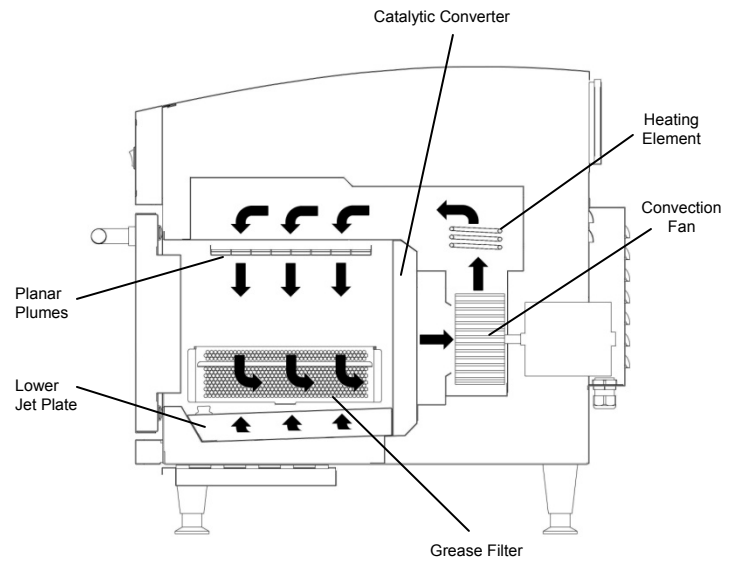 Catalytic Converter
Heating
Element
Convection
Fan
Planar
Plumes
Lower
Jet Plate
Grease Filter